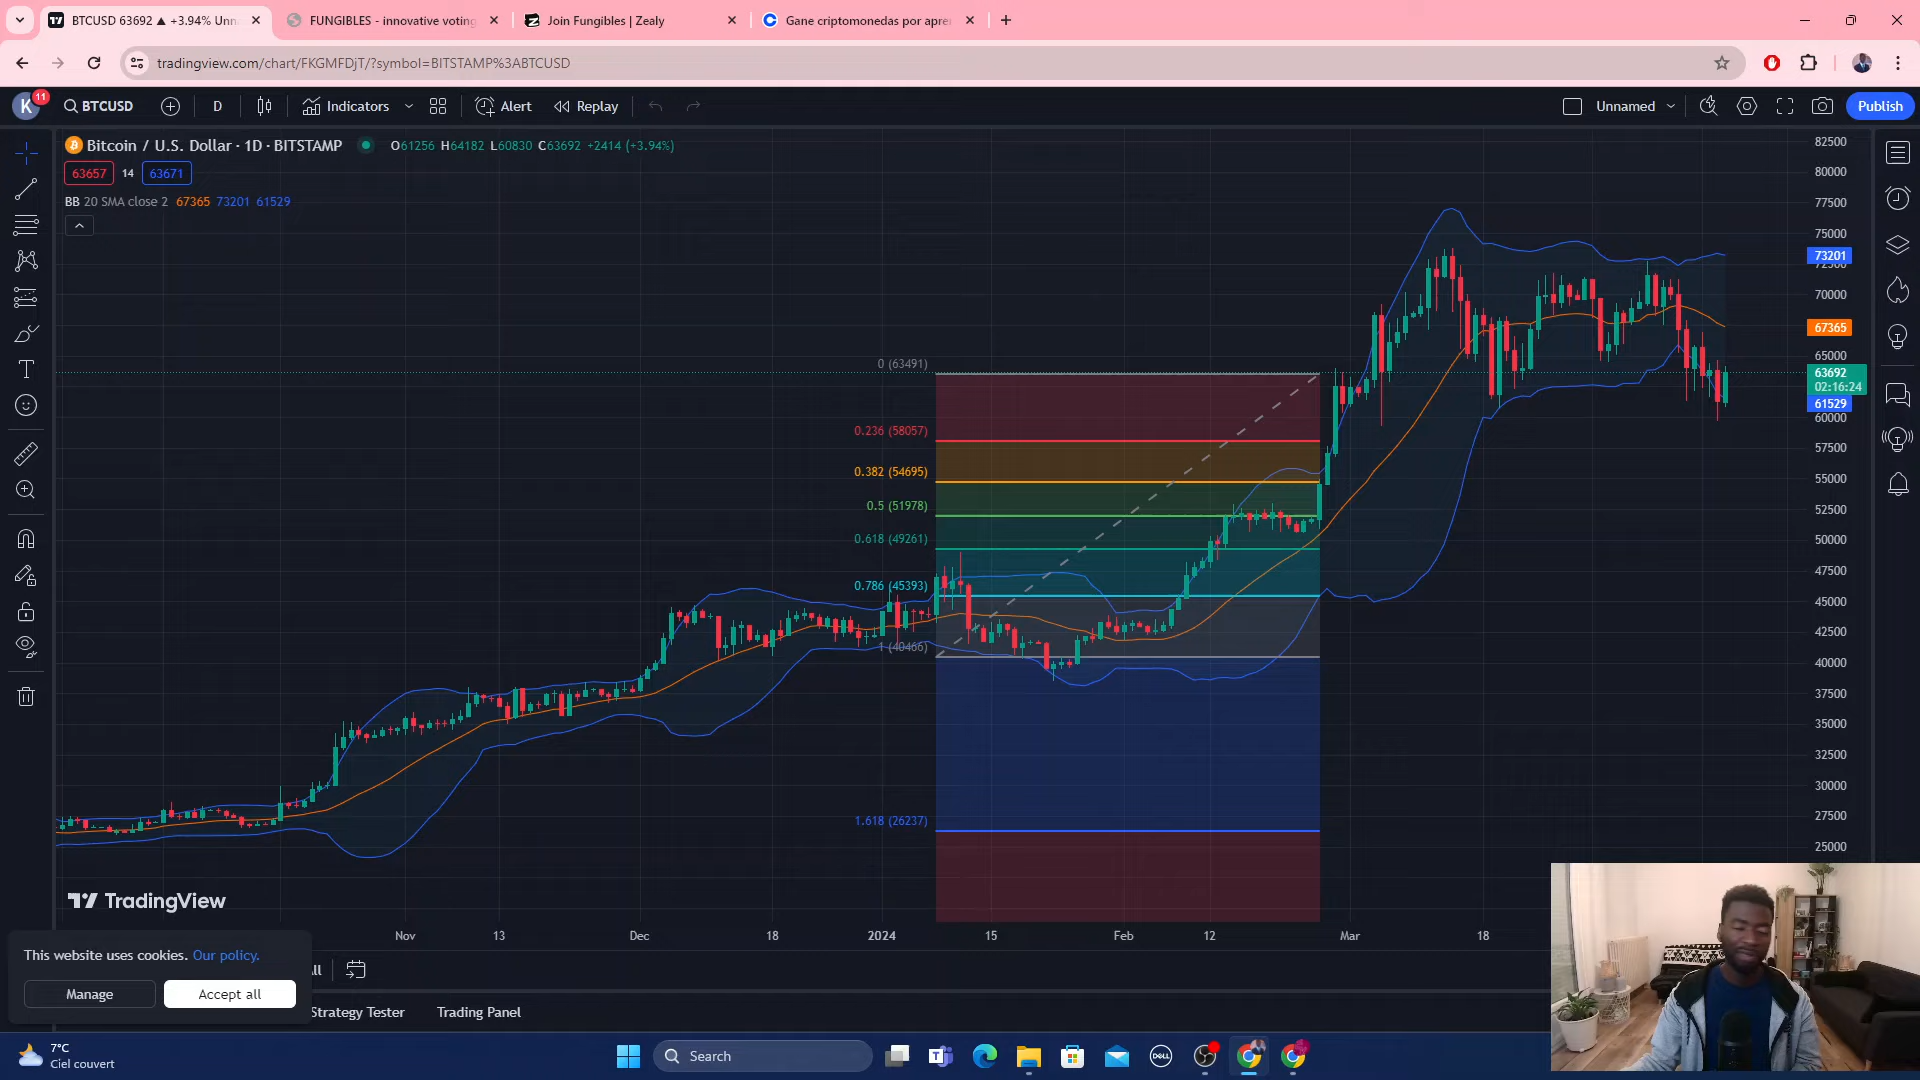 BTCUSD 63692 ▲ +3.94% Unn
FUNGIBLES - innovative voting
Join Fungibles | Zealy
Gane criptomonedas por apre
tradingview.com/chart/FKGMFDjT/?symbol=BITSTAMP%3ABTCUSD
K
11
BTCUSD
D
Indicators
Alert
Replay
Unnamed
Publish
Bitcoin / U.S. Dollar · 1D · BITSTAMP
O61256 H64182 L60830 C63692 +2414 (+3.94%)
63657
14
63671
BB 20 SMA close 2 67365 73201 61529
82500
80000
77500
75000
73201
72500
70000
67365
65000
63692
02:16:24
61529
60000
57500
55000
52500
50000
47500
45000
42500
40000
37500
35000
32500
30000
27500
25000
0 (63491)
0.236 (58057)
0.382 (54695)
0.5 (51978)
0.618 (49261)
0.786 (45393)
1 (40466)
1.618 (26237)
TradingView
Nov
13
Dec
18
2024
15
Feb
12
Mar
18
This website uses cookies. Our policy.
Manage
Accept all
Strategy Tester
Trading Panel
7°C
Ciel couvert
Search
DELL